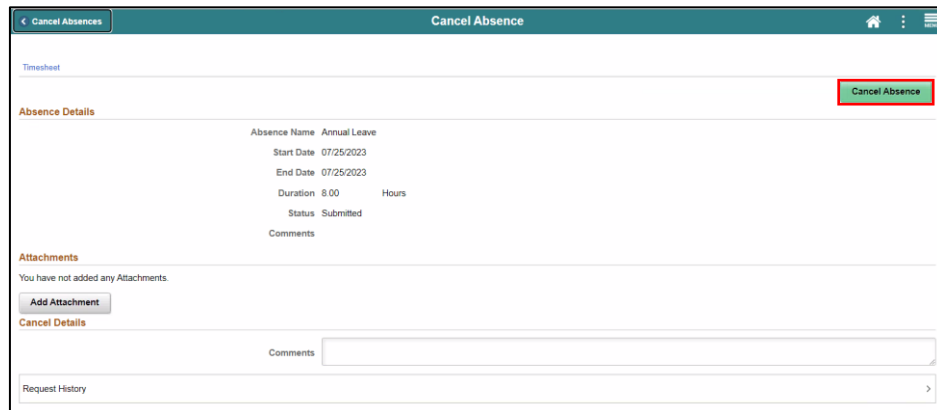 Cancel Absences
Cancel Absence
MENU
Timesheet
Cancel Absence
Absence Details
Absence Name Annual Leave
Start Date 07/25/2023
End Date 07/25/2023
Duration 8.00 Hours
Status Submitted
Comments
Attachments
You have not added any Attachments.
Add Attachment
Cancel Details
Comments
Request History